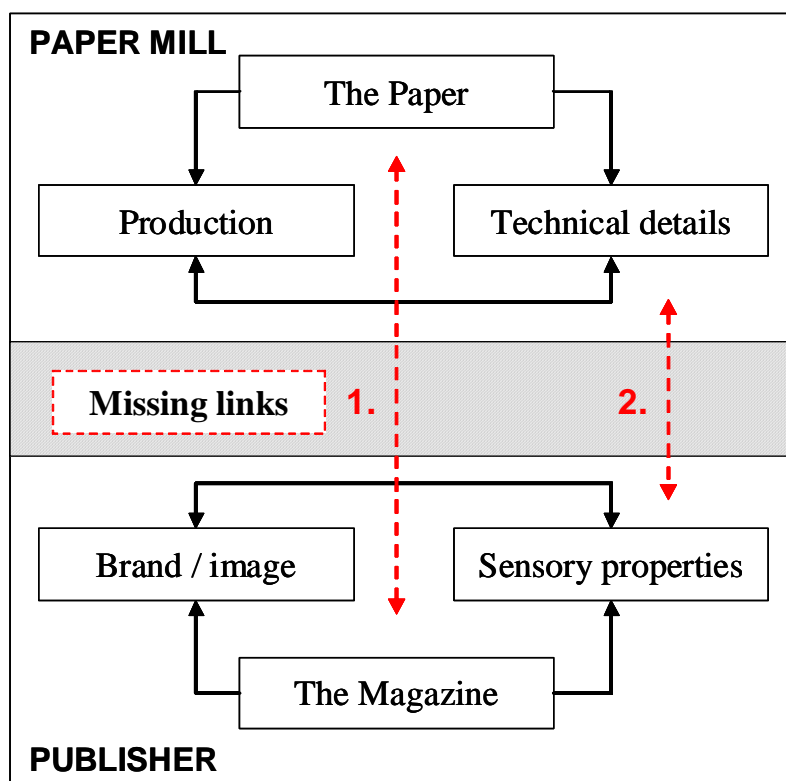 PAPER MILL
The Paper
Production
Technical details
Missing links
1.
2.
Brand / image
Sensory properties
The Magazine
PUBLISHER